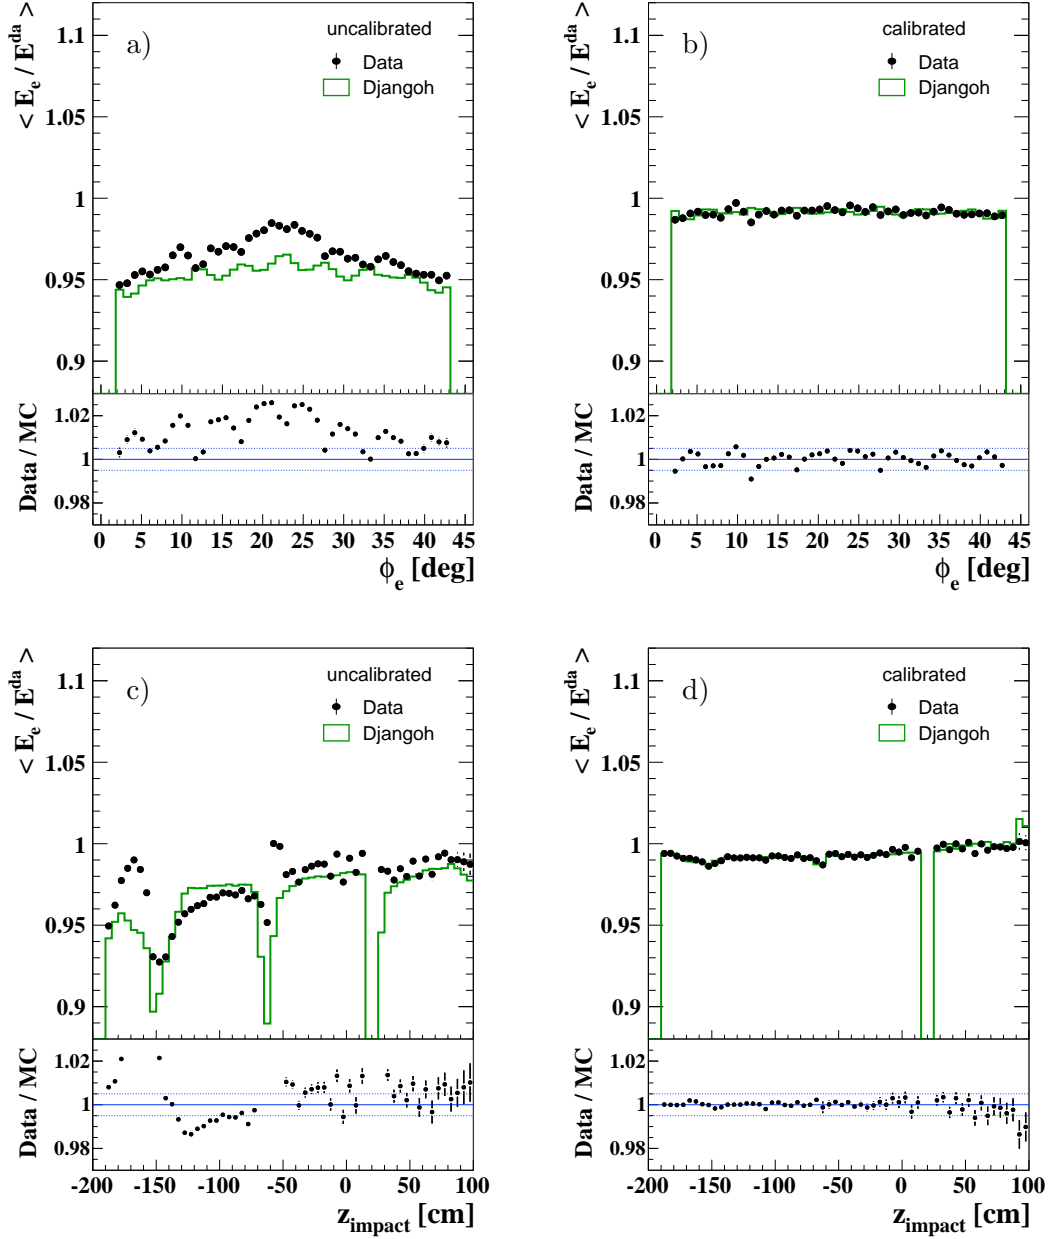 a)
uncalibrated
Data
Djangoh
< E_e / E^da >
1.1
1.05
1
0.95
0.9
Data / MC
1.02
1
0.98
0 5 10 15 20 25 30 35 40 45
ϕ_e [deg]
b)
calibrated
Data
Djangoh
< E_e / E^da >
1.1
1.05
1
0.95
0.9
Data / MC
1.02
1
0.98
0 5 10 15 20 25 30 35 40 45
ϕ_e [deg]
c)
uncalibrated
Data
Djangoh
< E_e / E^da >
1.1
1.05
1
0.95
0.9
Data / MC
1.02
1
0.98
-200 -150 -100 -50 0 50 100
z_impact [cm]
d)
calibrated
Data
Djangoh
< E_e / E^da >
1.1
1.05
1
0.95
0.9
Data / MC
1.02
1
0.98
-200 -150 -100 -50 0 50 100
z_impact [cm]